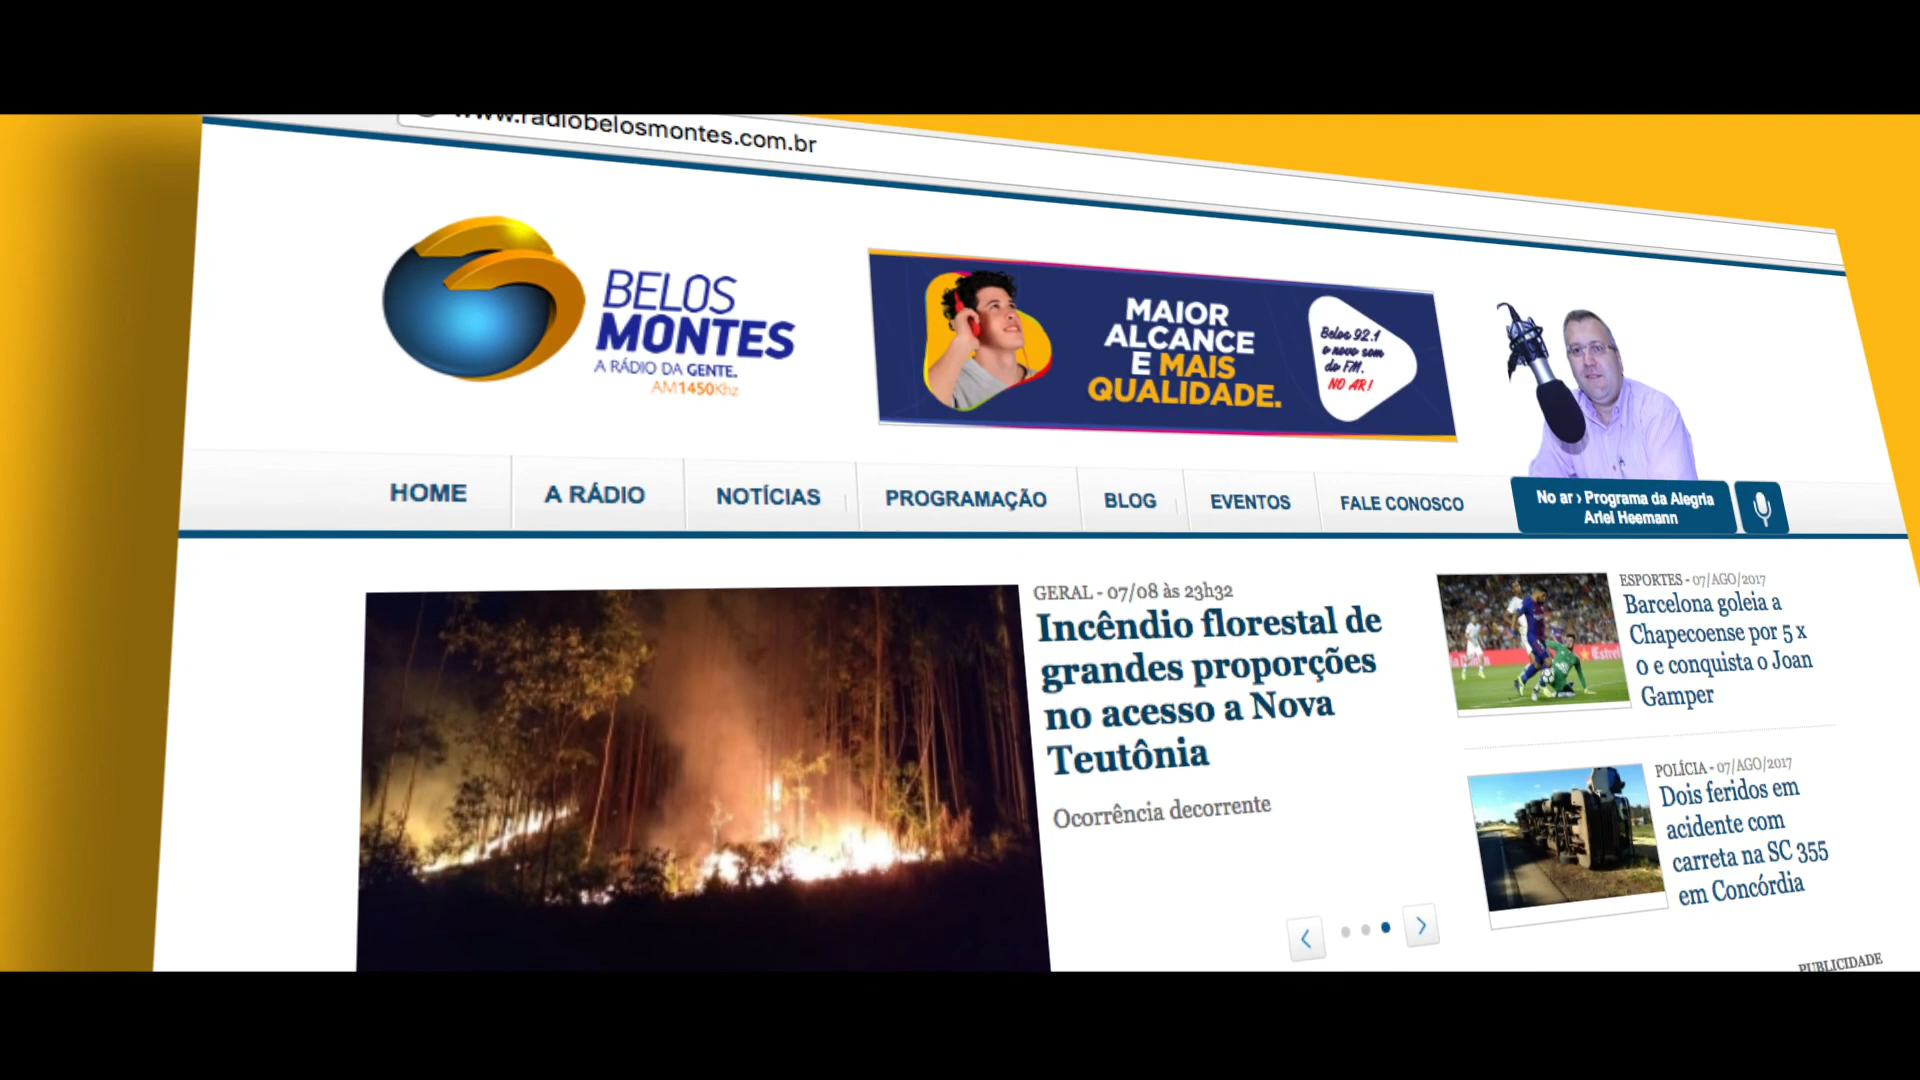 www.radiobelosmontes.com.br
BELOS
MONTES
A RÁDIO DA GENTE.
AM1450Khz
MAIOR
ALCANCE
E MAIS
QUALIDADE.
Belos 92.1
o novo som
do FM.
NO AR!
HOME
A RÁDIO
NOTÍCIAS
PROGRAMAÇÃO
BLOG
EVENTOS
FALE CONOSCO
No ar › Programa da Alegria
Ariel Heemann
GERAL - 07/08 às 23h32
Incêndio florestal de
grandes proporções
no acesso a Nova
Teutônia
Ocorrência decorrente
ESPORTES - 07/AGO/2017
Barcelona goleia a
Chapecoense por 5 x
0 e conquista o Joan
Gamper
Estrel
POLÍCIA - 07/AGO/2017
Dois feridos em
acidente com
carreta na SC 355
em Concórdia
PUBLICIDADE